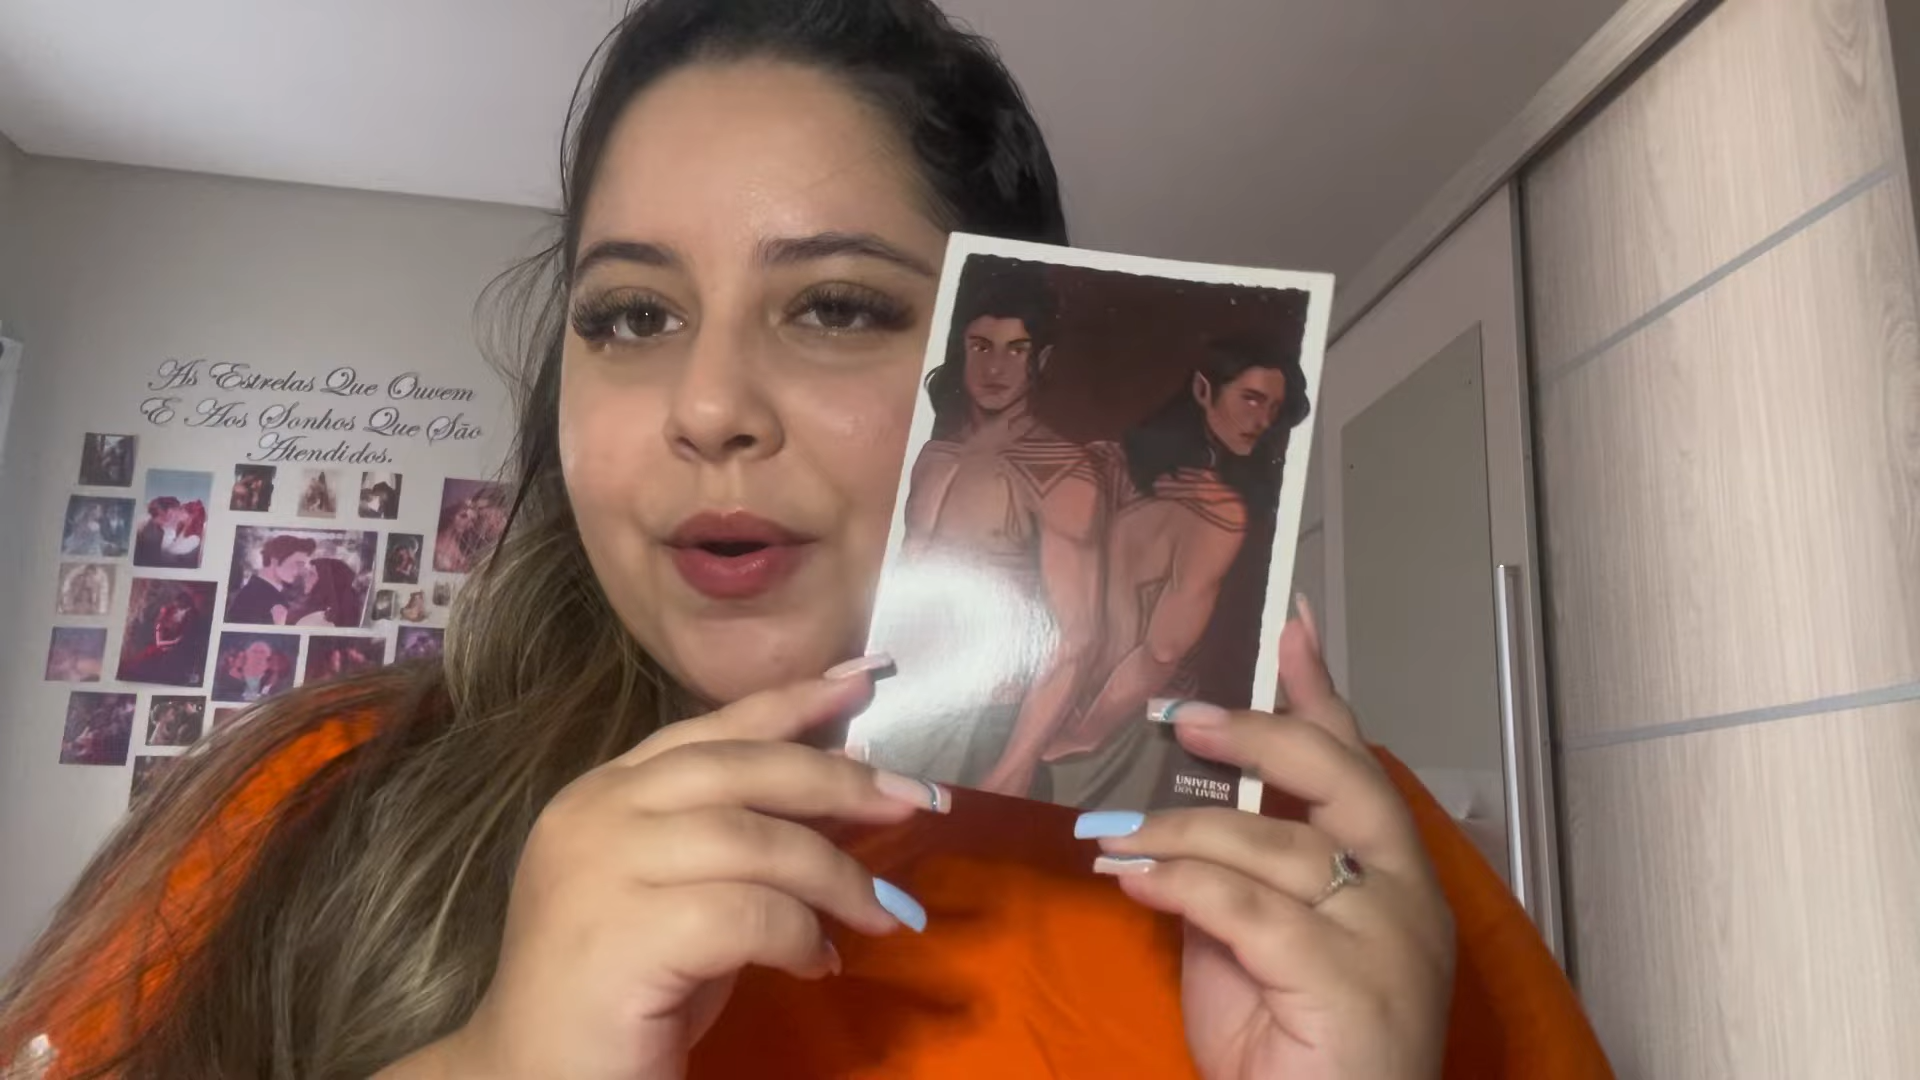 As Estrelas Que Ouvem
E Aos Sonhos Que São
Atendidos.
UNIVERSO
DOS LIVROS